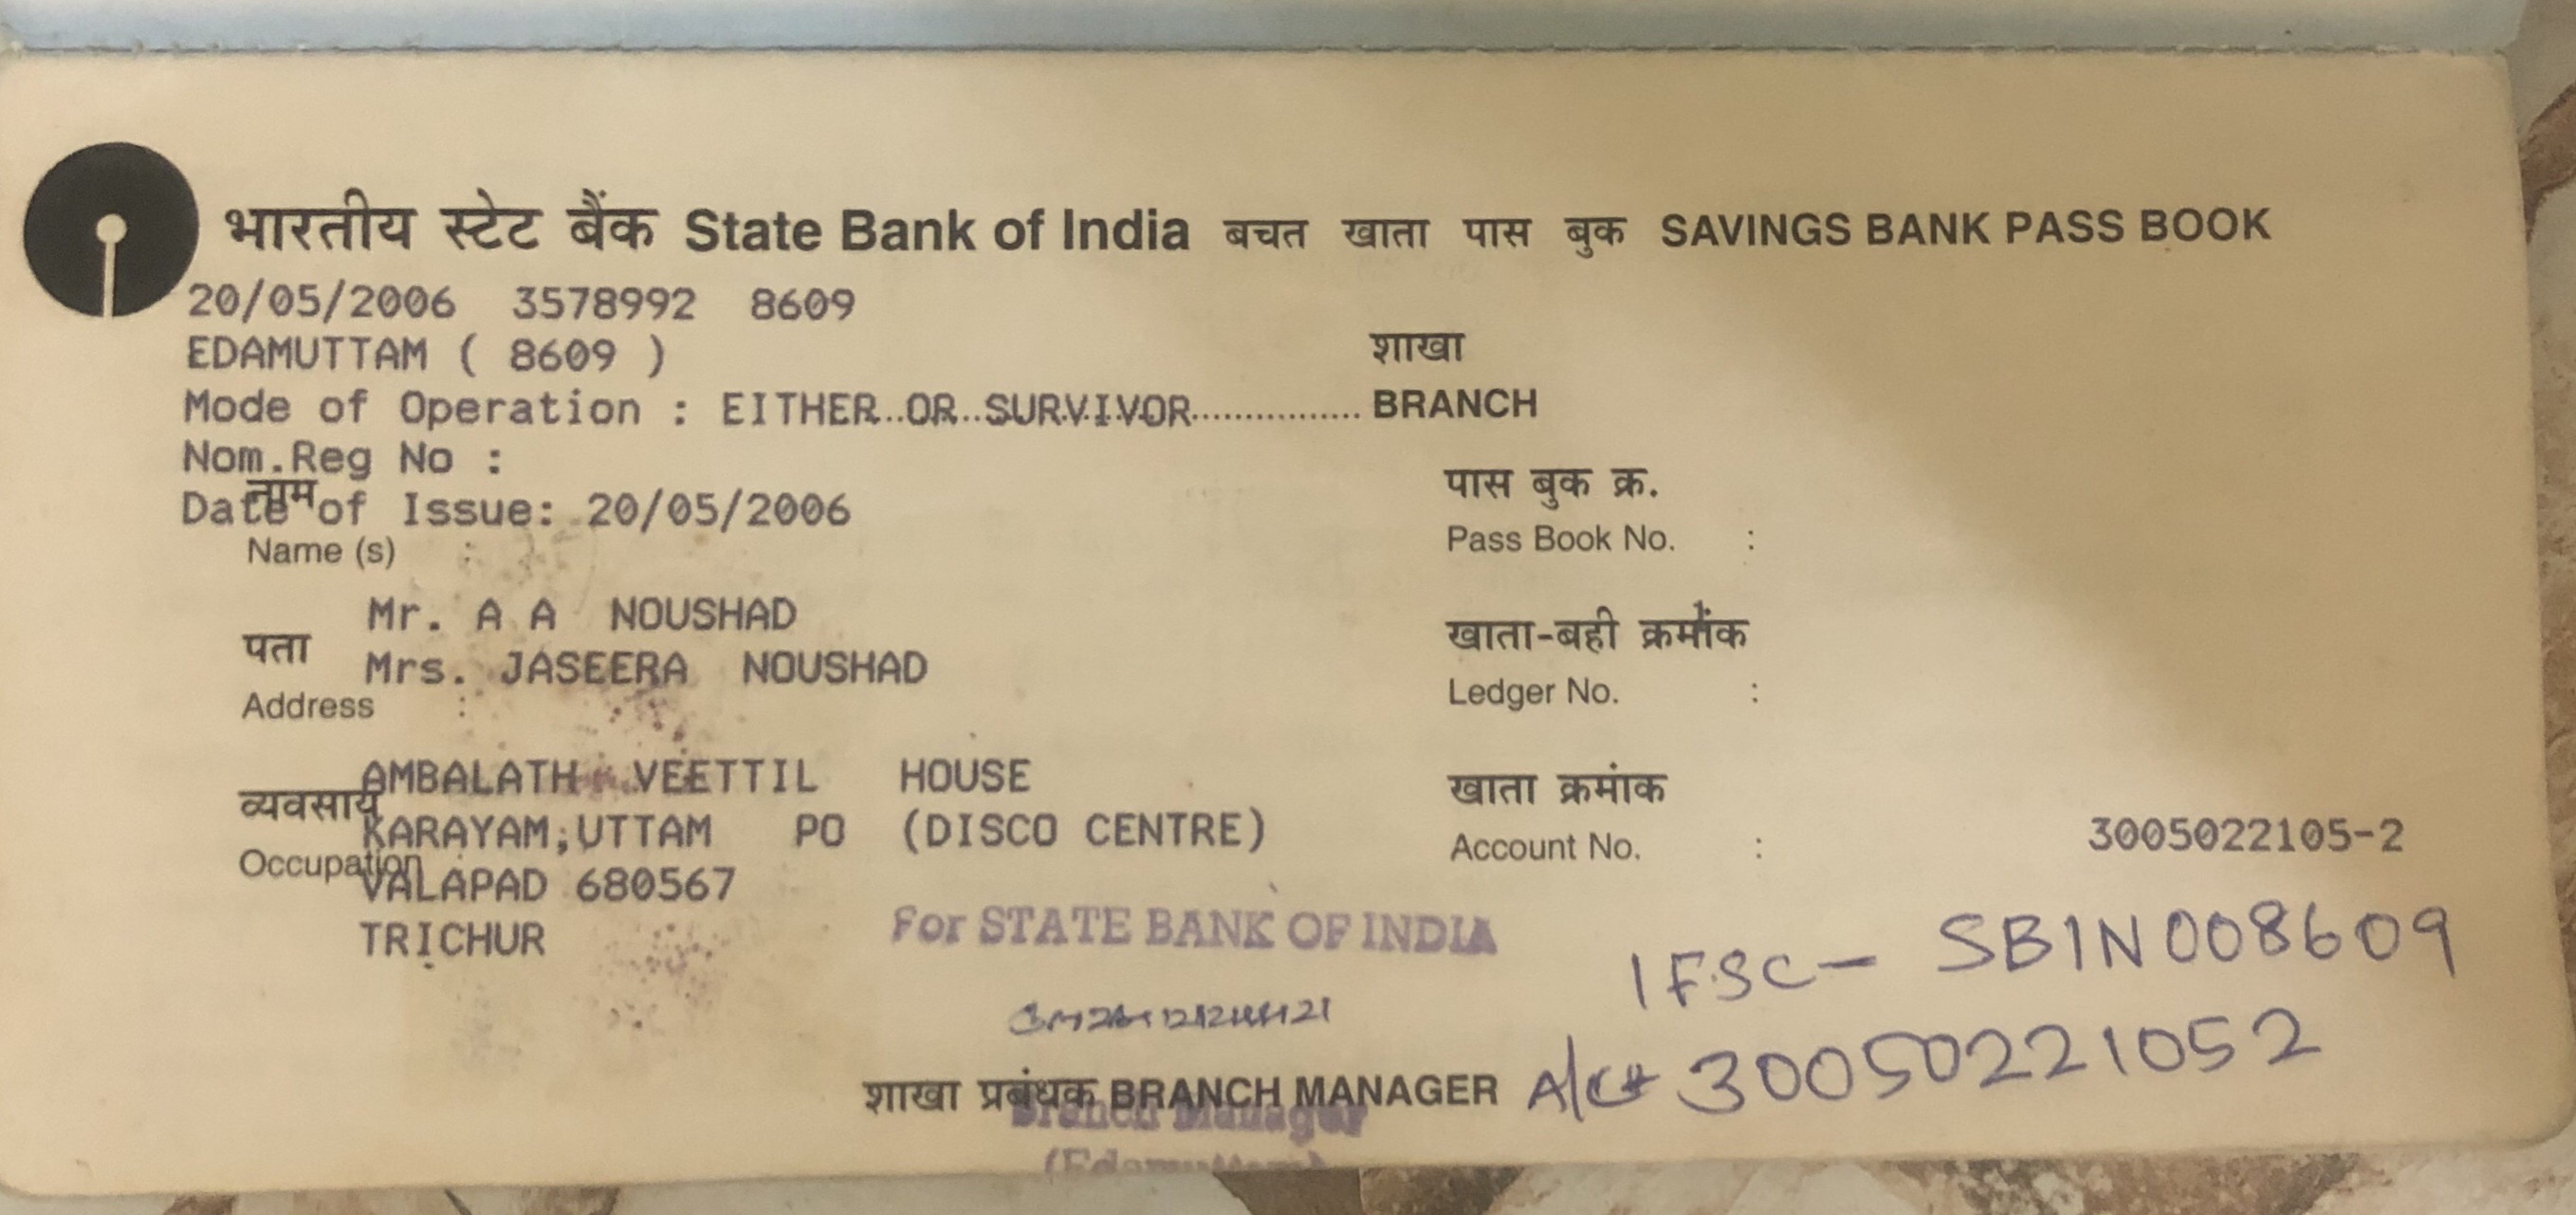 भारतीय स्टेट बैंक State Bank of India बचत खाता पास बुक SAVINGS BANK PASS BOOK
20/05/2006 3578992 8609
EDAMUTTAM ( 8609 )
शाखा
Mode of Operation : EITHER OR SURVIVOR................ BRANCH
Nom.Reg No :
नाम
Date of Issue: 20/05/2006
Name (s) :
पास बुक क्र.
Pass Book No. :
Mr. A A NOUSHAD
पता
Mrs. JASEERA NOUSHAD
Address :
खाता-बही क्रमांक
Ledger No. :
AMBALATH VEETTIL HOUSE
व्यवसाय
KARAYAM,UTTAM PO (DISCO CENTRE)
Occupation :
VALAPAD 680567
TRICHUR
खाता क्रमांक
Account No. : 3005022105-2
For STATE BANK OF INDIA
IFSC - SBIN008609
A/C# 30050221052
शाखा प्रबंधक BRANCH MANAGER
Branch Manager
(Edamuttam)